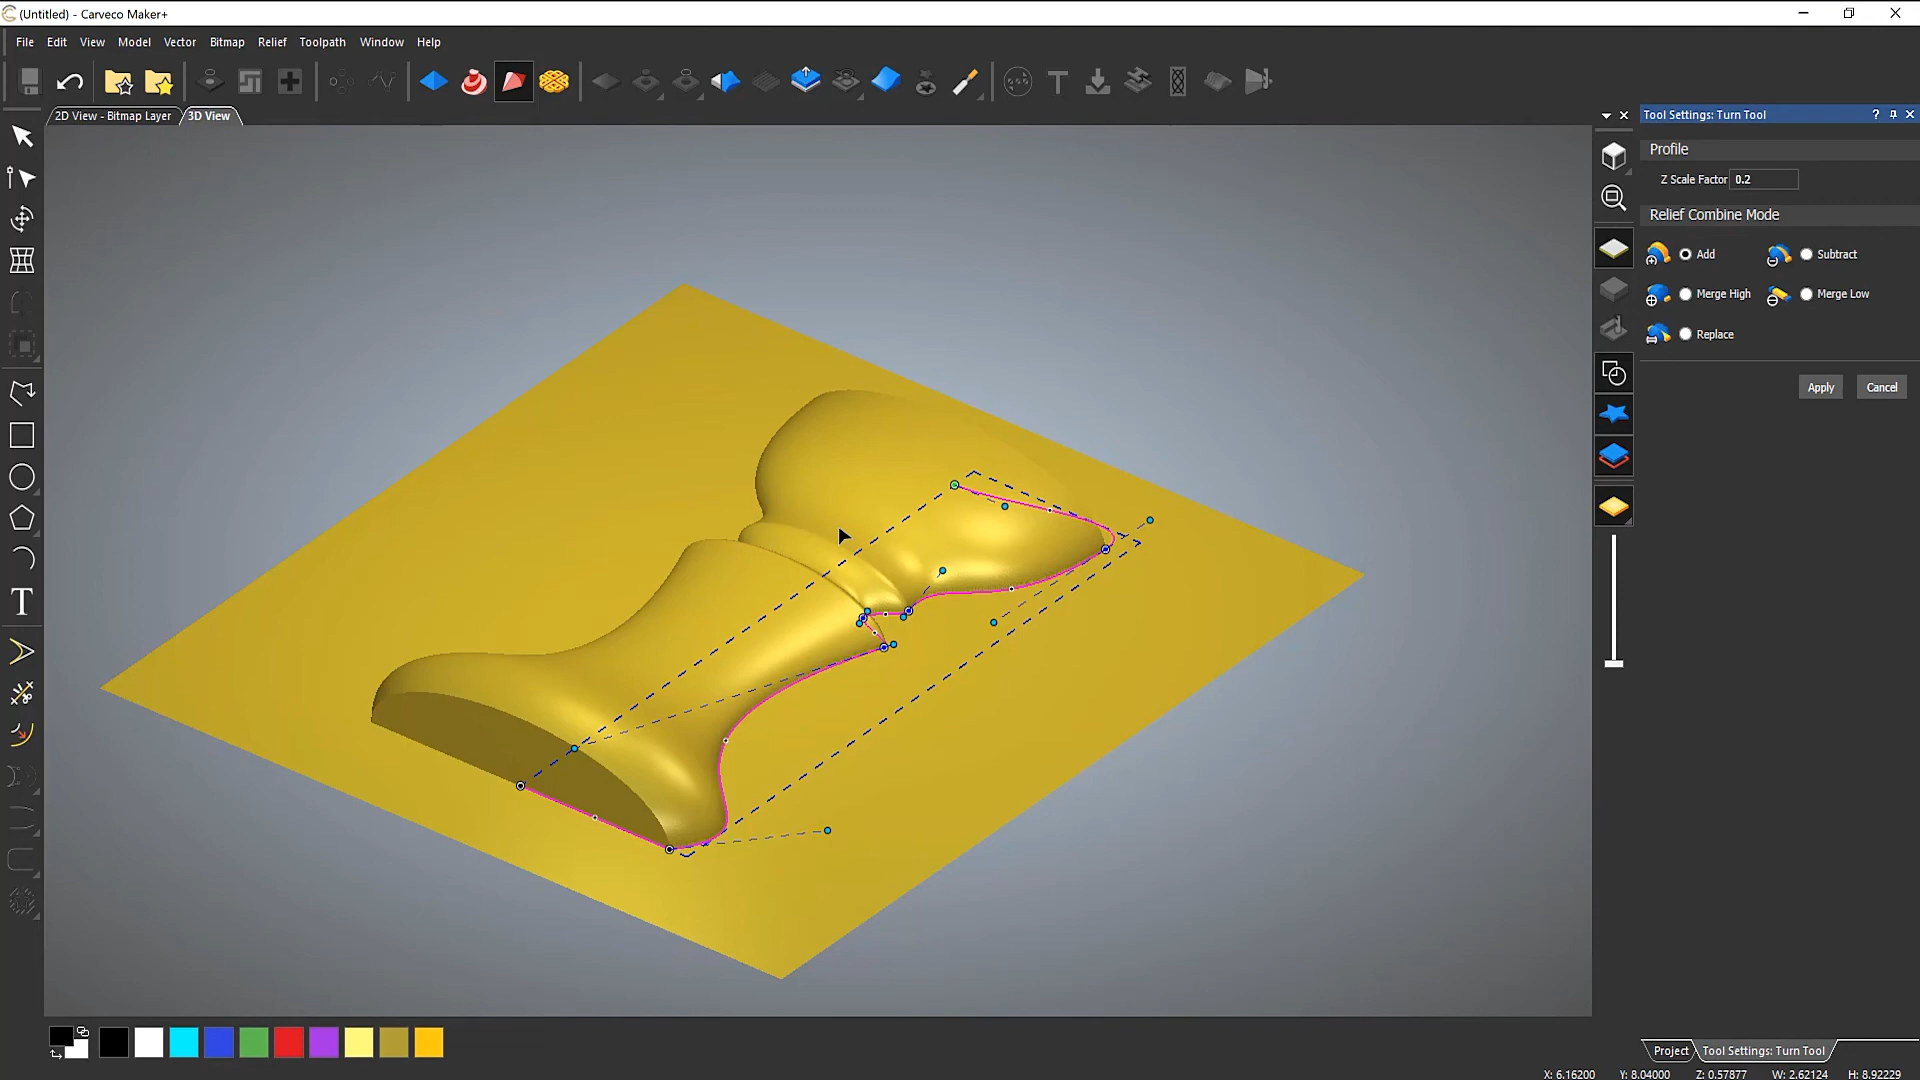 (Untitled) - Carveco Maker+
File Edit View Model Vector Bitmap Relief Toolpath Window Help
2D View - Bitmap Layer 3D View
Tool Settings: Turn Tool
Profile
Z Scale Factor 0.2
Relief Combine Mode
Add Subtract
Merge High Merge Low
Replace
Apply Cancel
T
Project Tool Settings: Turn Tool
X: 6.16200 Y: 8.04000 Z: 0.57877 W: 2.62124 H: 8.92229